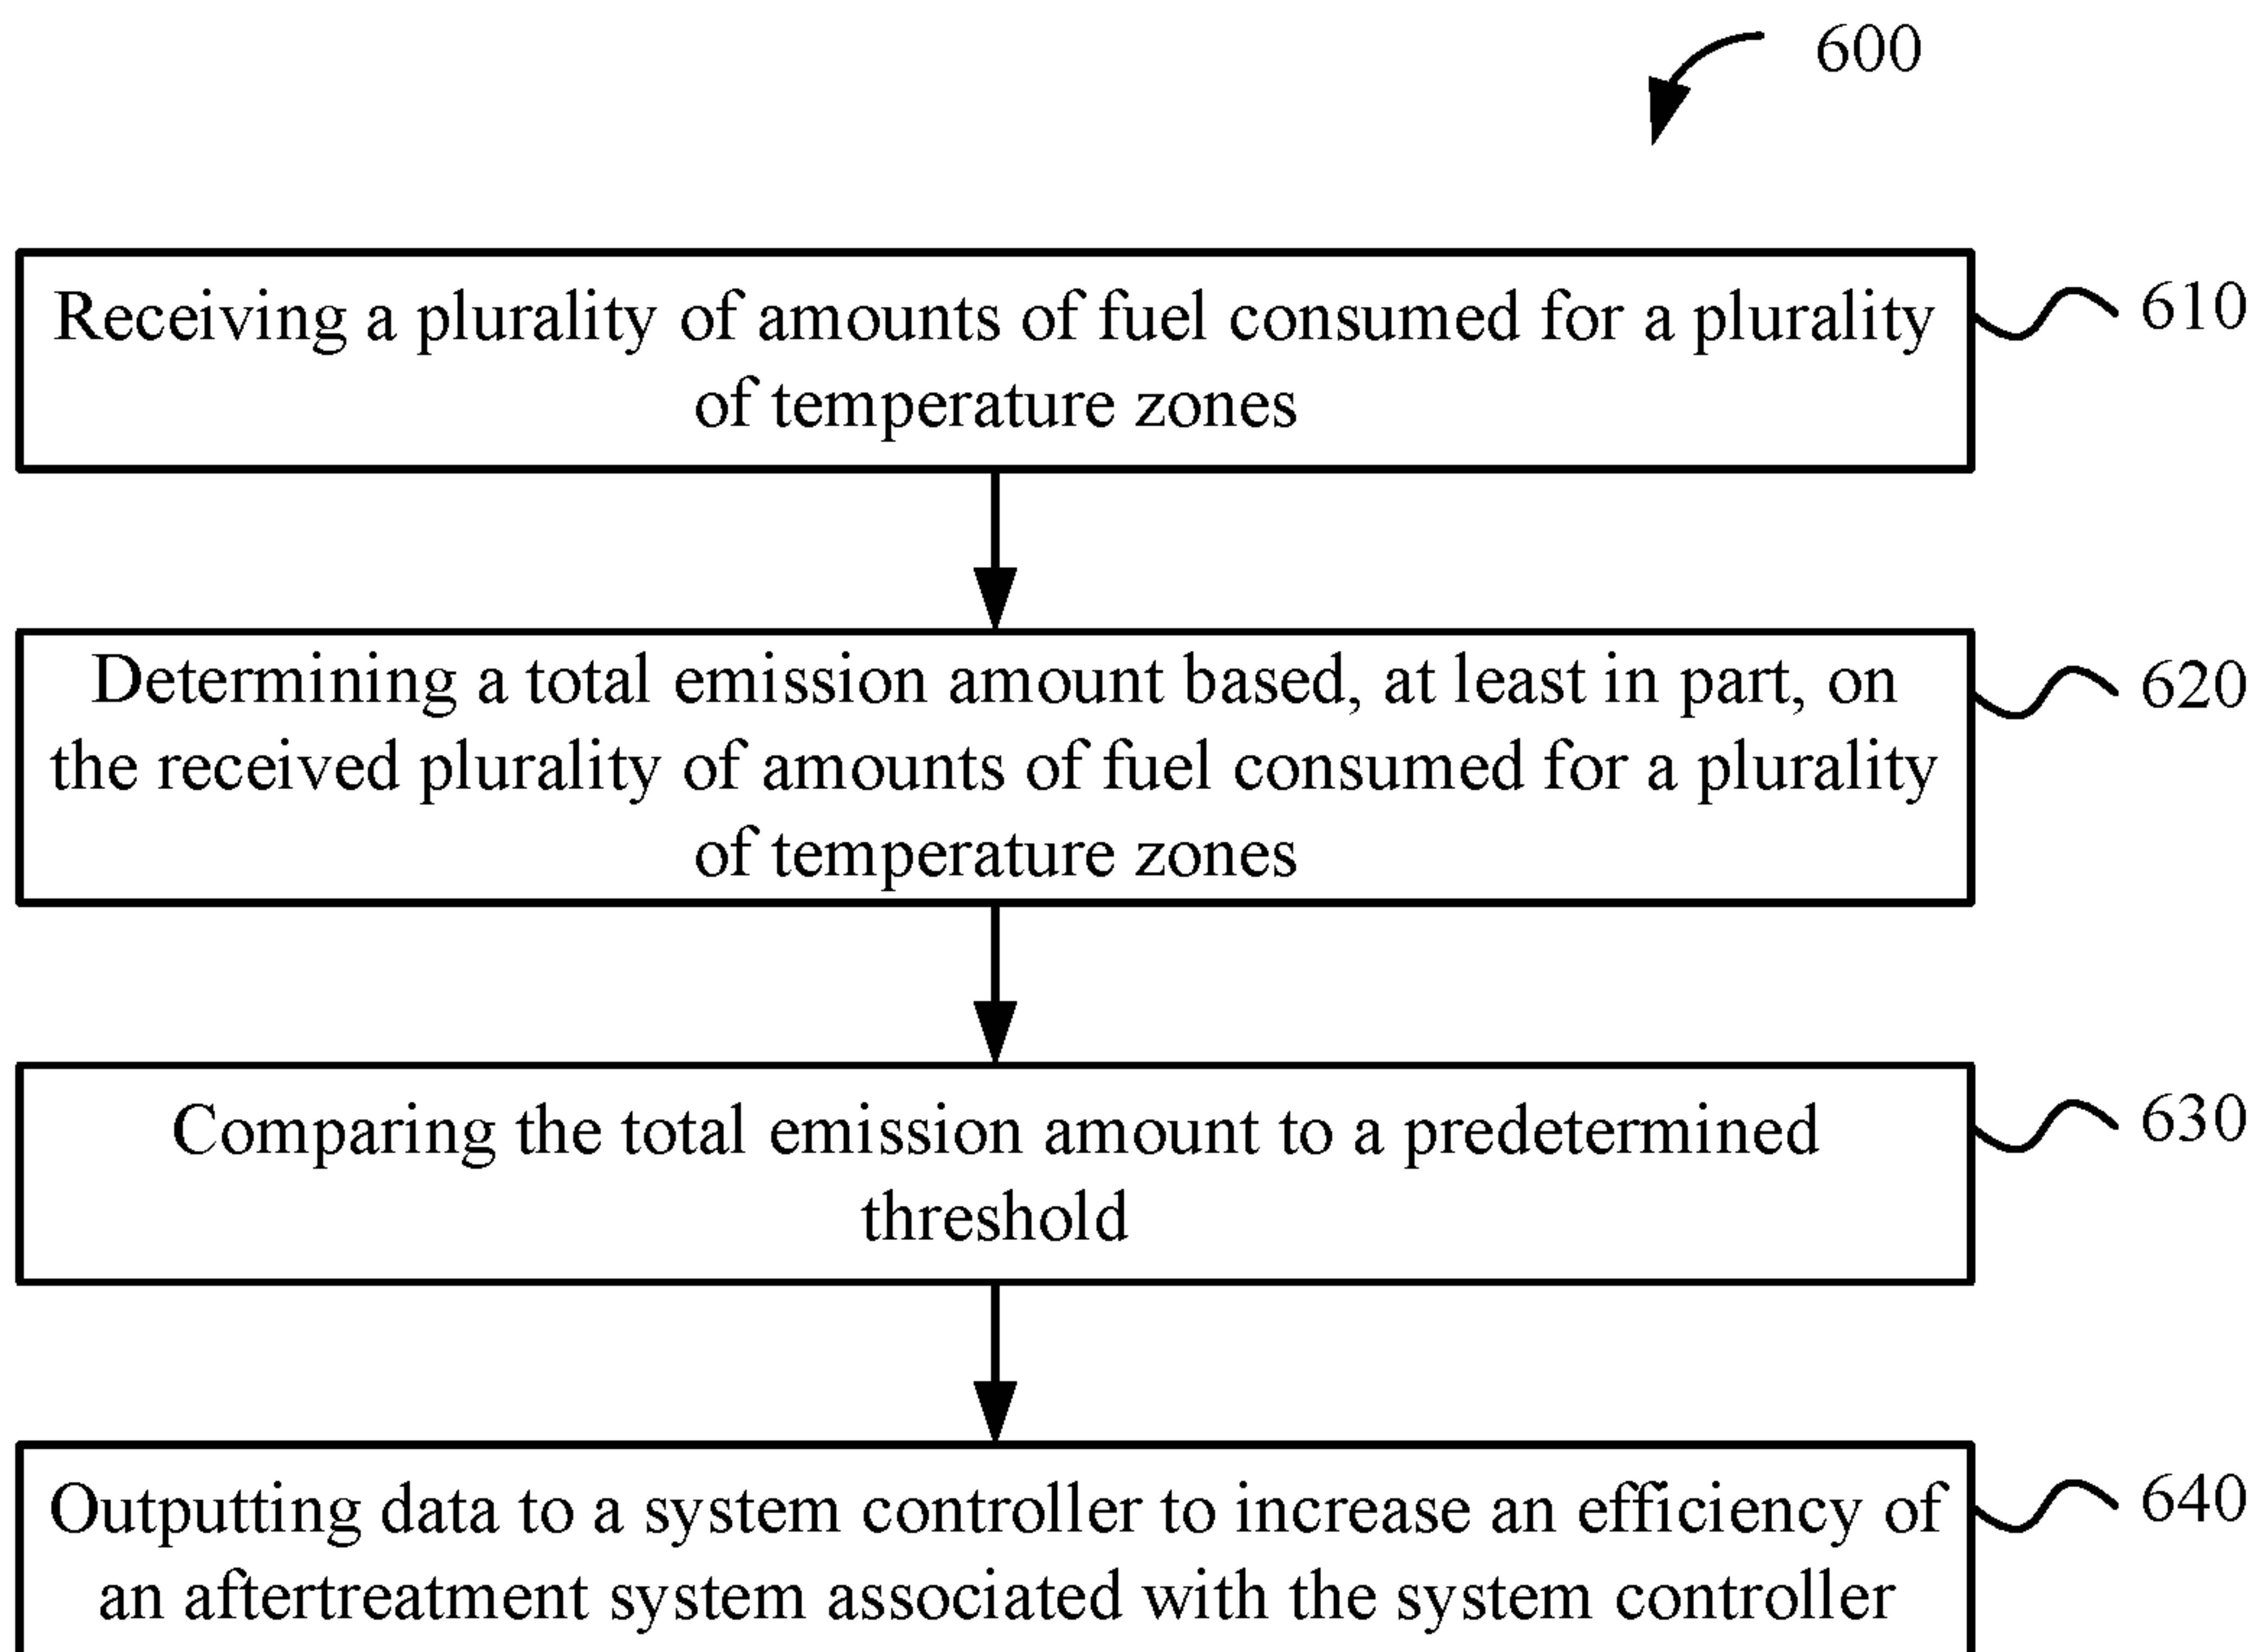 600
Receiving a plurality of amounts of fuel consumed for a plurality
of temperature zones
610
Determining a total emission amount based, at least in part, on
the received plurality of amounts of fuel consumed for a plurality
of temperature zones
620
Comparing the total emission amount to a predetermined
threshold
630
Outputting data to a system controller to increase an efficiency of
an aftertreatment system associated with the system controller
640